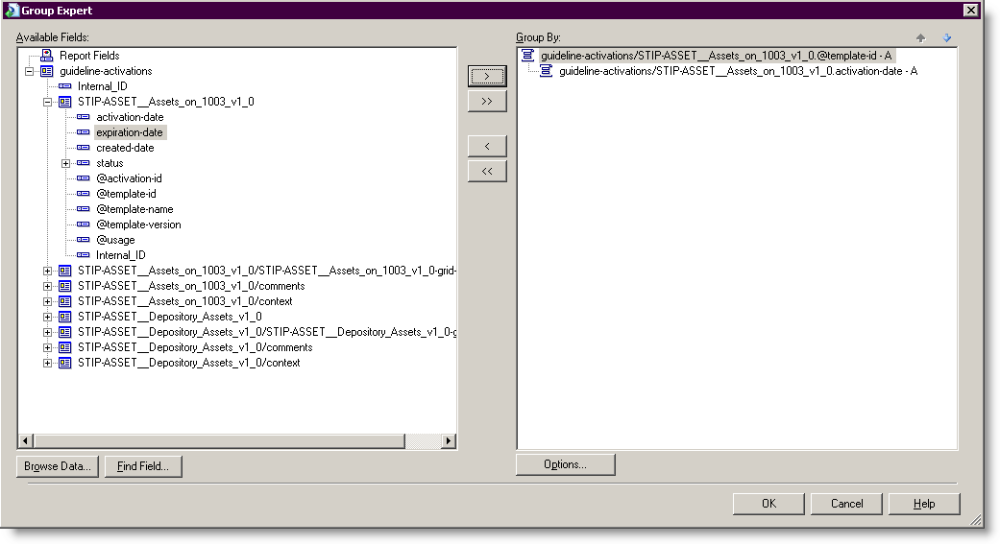 Group Expert
Available Fields:
Report Fields
guideline-activations
Internal_ID
STIP-ASSET__Assets_on_1003_v1_0
activation-date
expiration-date
created-date
status
@activation-id
@template-id
@template-name
@template-version
@usage
Internal_ID
STIP-ASSET__Assets_on_1003_v1_0/STIP-ASSET__Assets_on_1003_v1_0-grid-
STIP-ASSET__Assets_on_1003_v1_0/comments
STIP-ASSET__Assets_on_1003_v1_0/context
STIP-ASSET__Depository_Assets_v1_0
STIP-ASSET__Depository_Assets_v1_0/STIP-ASSET__Depository_Assets_v1_0-g
STIP-ASSET__Depository_Assets_v1_0/comments
STIP-ASSET__Depository_Assets_v1_0/context
Browse Data...
Find Field...
>
>>
<
<<
Group By:
guideline-activations/STIP-ASSET__Assets_on_1003_v1_0.@template-id - A
guideline-activations/STIP-ASSET__Assets_on_1003_v1_0.activation-date - A
Options...
OK
Cancel
Help